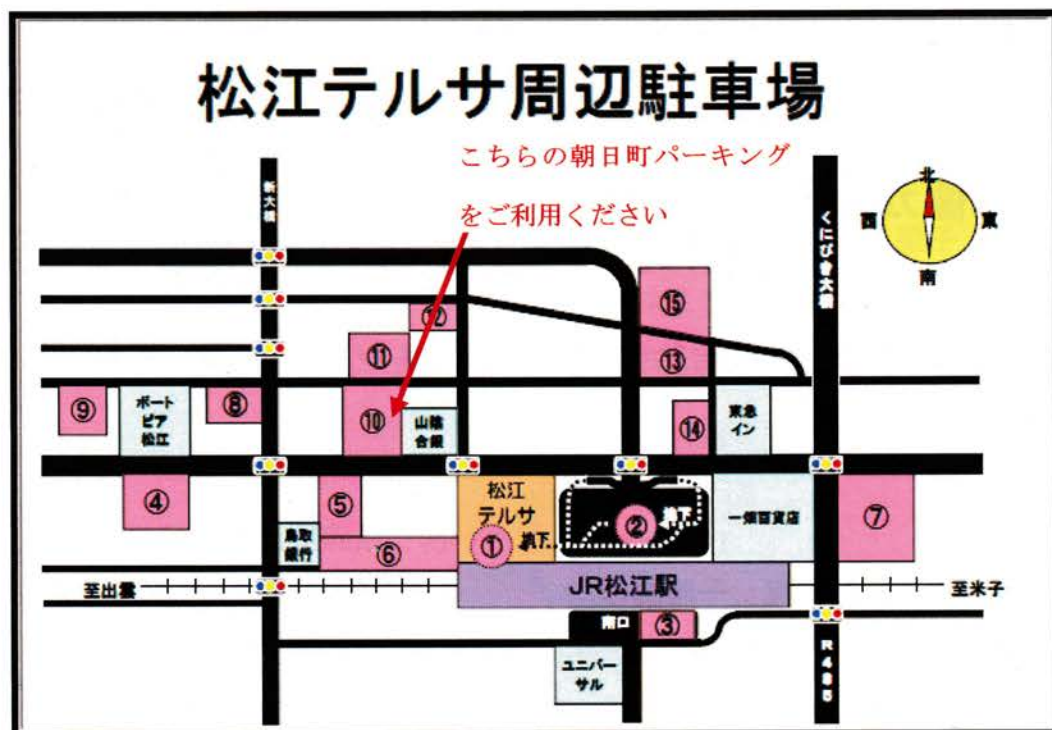 松江テルサ周辺駐車場
こちらの朝日町パーキング
をご利用ください
新大橋
くにびき大橋
北
西
東
南
⑮
⑫
⑪
⑬
⑨
ポート
ピア
松江
⑧
⑩
山陰
合銀
⑭
東急
イン
④
⑤
松江
テルサ
②
地下
一畑百貨店
⑦
鳥取
銀行
⑥
①
地下
至出雲
JR松江駅
至米子
南口
③
ユニバー
サル
R485